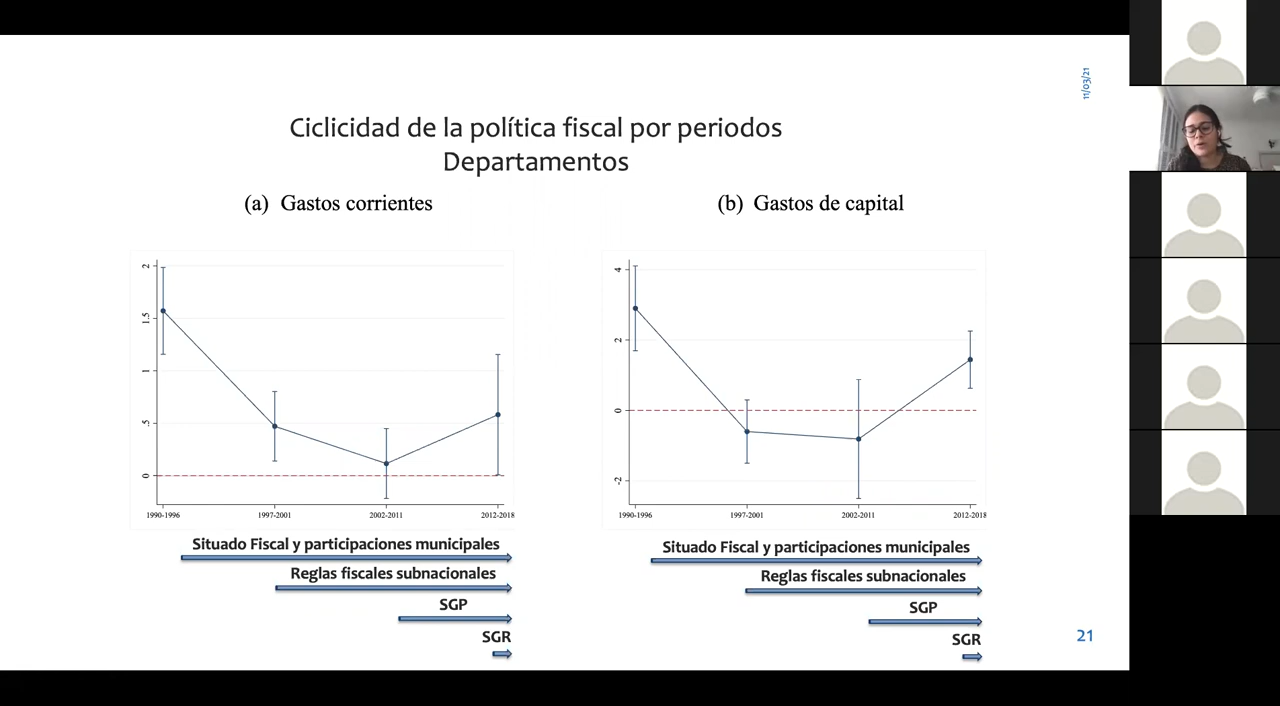 11/03/21
Ciclicidad de la política fiscal por periodos
Departamentos
(a) Gastos corrientes
2
1.5
1
.5
0
1990-1996
1997-2001
2002-2011
2012-2018
Situado Fiscal y participaciones municipales
Reglas fiscales subnacionales
SGP
SGR
(b) Gastos de capital
4
2
0
-2
1990-1996
1997-2001
2002-2011
2012-2018
Situado Fiscal y participaciones municipales
Reglas fiscales subnacionales
SGP
SGR
21